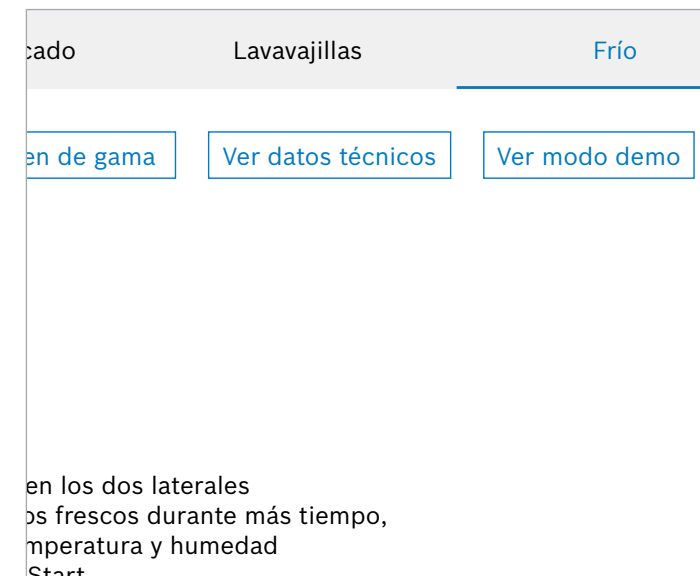 cado Lavavajillas Frío
en de gama Ver datos técnicos Ver modo demo
en los dos laterales
os frescos durante más tiempo,
mperatura y humedad
Start